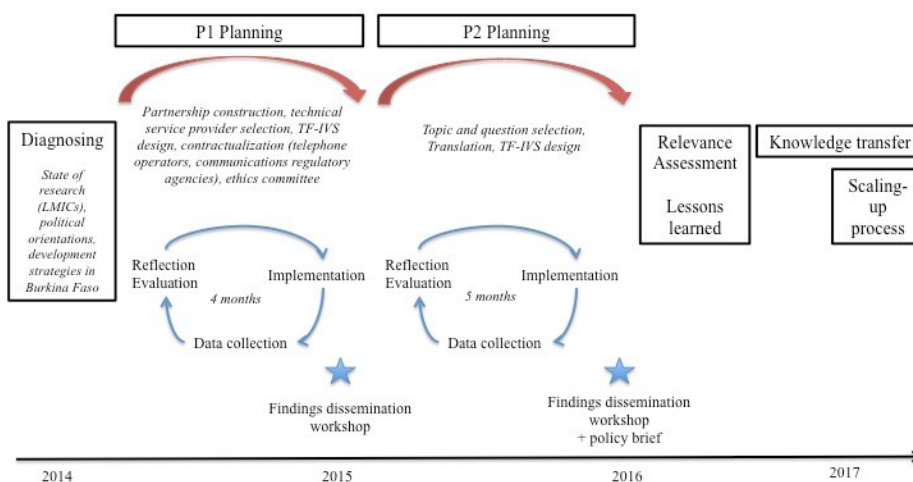 P1 Planning
P2 Planning
Partnership construction, technical
service provider selection, TF-IVS
design, contractualization (telephone
operators, communications regulatory
agencies), ethics committee
Topic and question selection,
Translation, TF-IVS design
Diagnosing
State of
research
(LMICs),
political
orientations,
development
strategies in
Burkina Faso
Relevance
Assessment
Lessons
learned
Knowledge transfer
Scaling-
up
process
Reflection
Evaluation
Implementation
4 months
Data collection
Reflection
Evaluation
Implementation
5 months
Data collection
Findings dissemination
workshop
Findings dissemination
workshop
+ policy brief
2014
2015
2016
2017